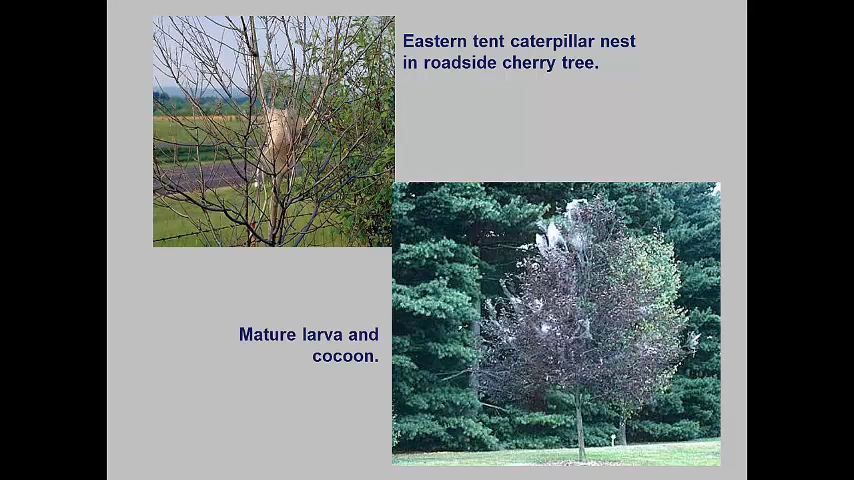 Eastern tent caterpillar nest
in roadside cherry tree.
Mature larva and
cocoon.